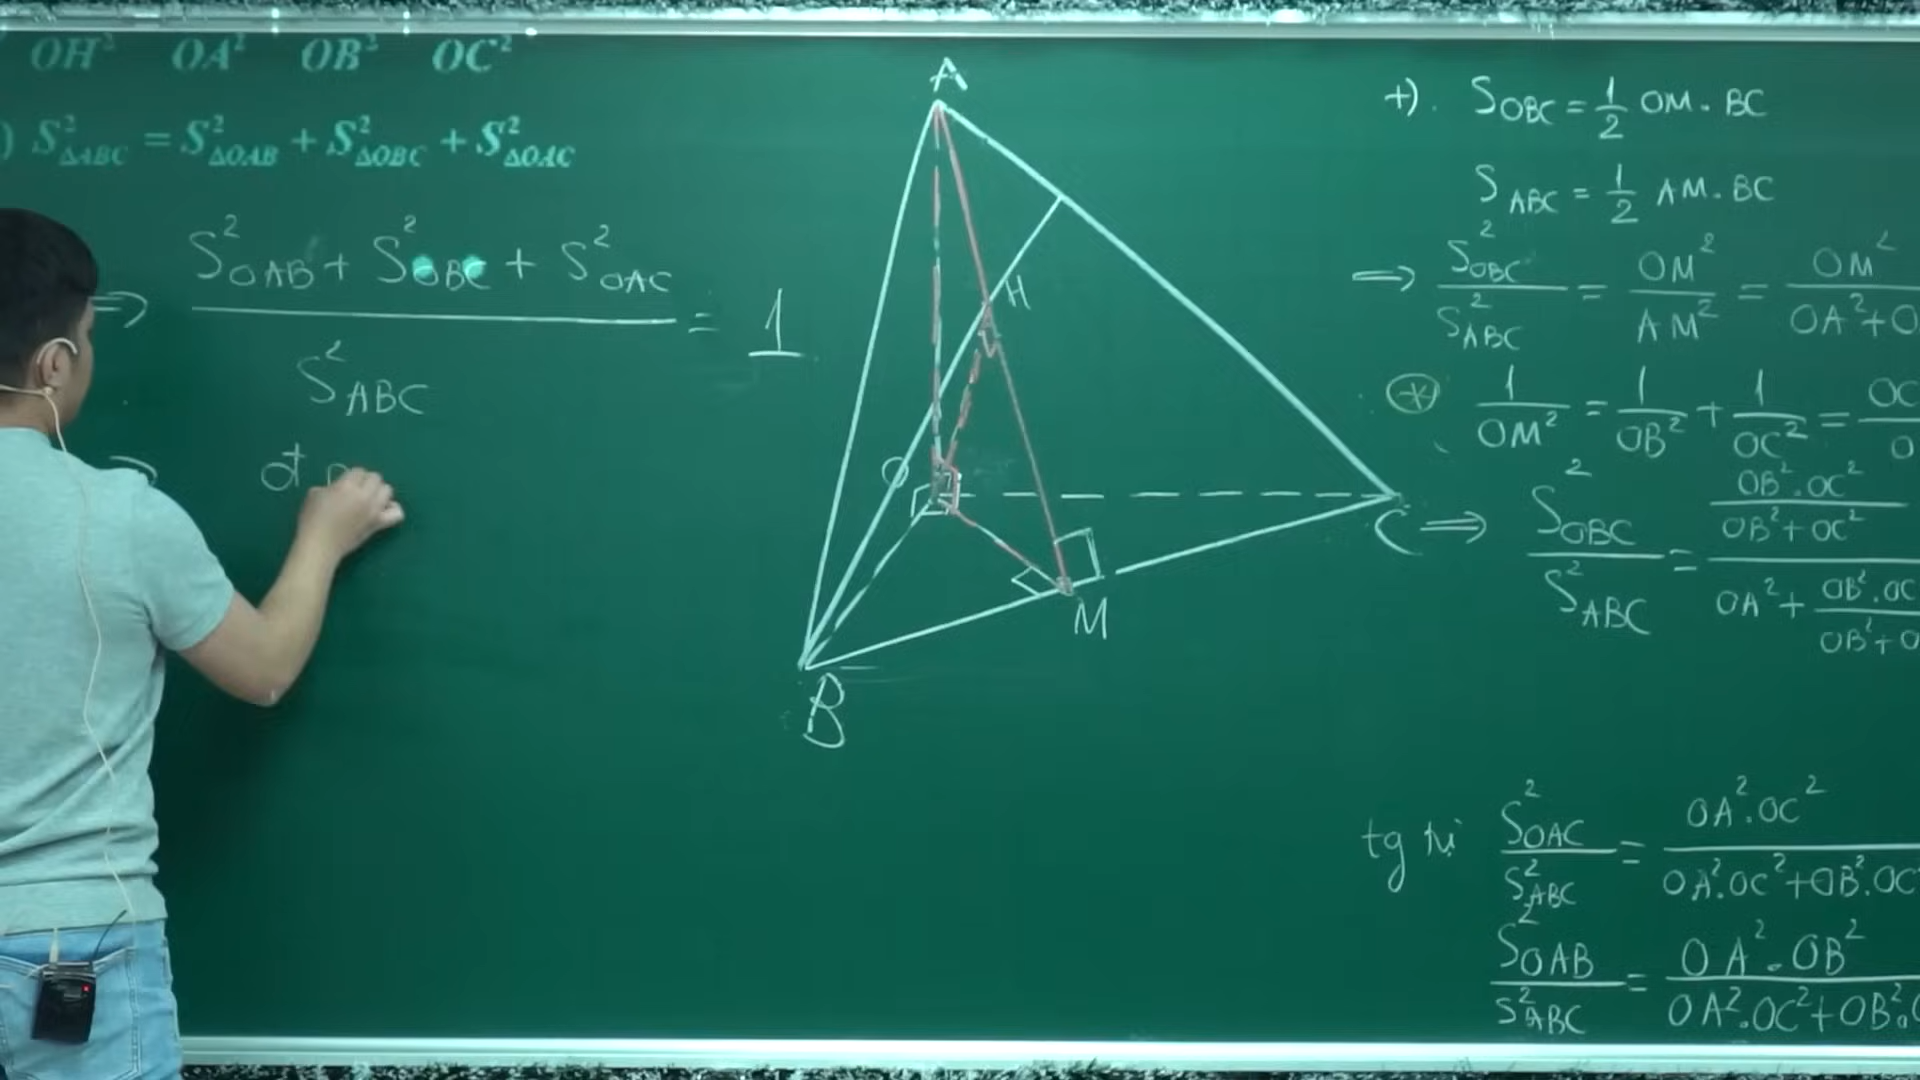 OH² OA² OB² OC²
) S²ΔABC = S²ΔOAB + S²ΔOBC + S²ΔOAC
⇒ (S²OAB + S²OBC + S²OAC) / S²ABC = 1
đt
A
H
O
C
M
B
+). SOBC = 1/2 OM. BC
SABC = 1/2 AM. BC
⇒ S²OBC / S²ABC = OM² / AM² = OM² / OA²+O
(*) 1/OM² = 1/OB² + 1/OC² = OC / O
⇒ S²OBC / S²ABC = (OB².OC² / OB²+OC²) / (OA² + OB².OC / OB²+O
tg tự S²OAC / S²ABC = OA².OC² / OA².OC²+OB².OC²
S²OAB / S²ABC = OA².OB² / OA².OC²+OB².O